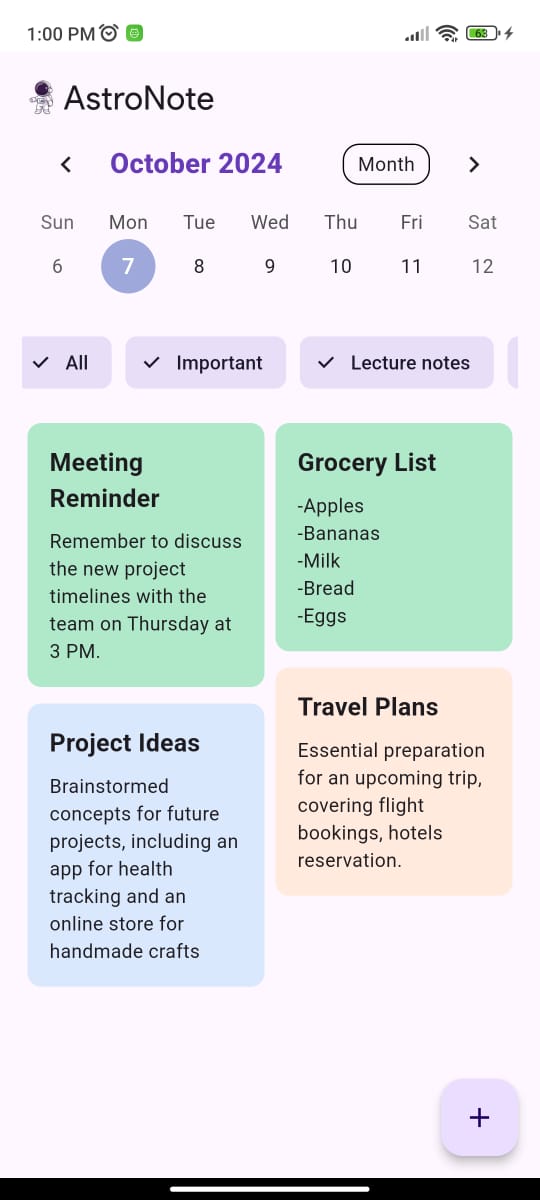 1:00 PM
63
AstroNote
October 2024
Month
Sun Mon Tue Wed Thu Fri Sat
6 7 8 9 10 11 12
All
Important
Lecture notes
Meeting
Reminder
Remember to discuss
the new project
timelines with the
team on Thursday at
3 PM.
Grocery List
-Apples
-Bananas
-Milk
-Bread
-Eggs
Project Ideas
Brainstormed
concepts for future
projects, including an
app for health
tracking and an
online store for
handmade crafts
Travel Plans
Essential preparation
for an upcoming trip,
covering flight
bookings, hotels
reservation.